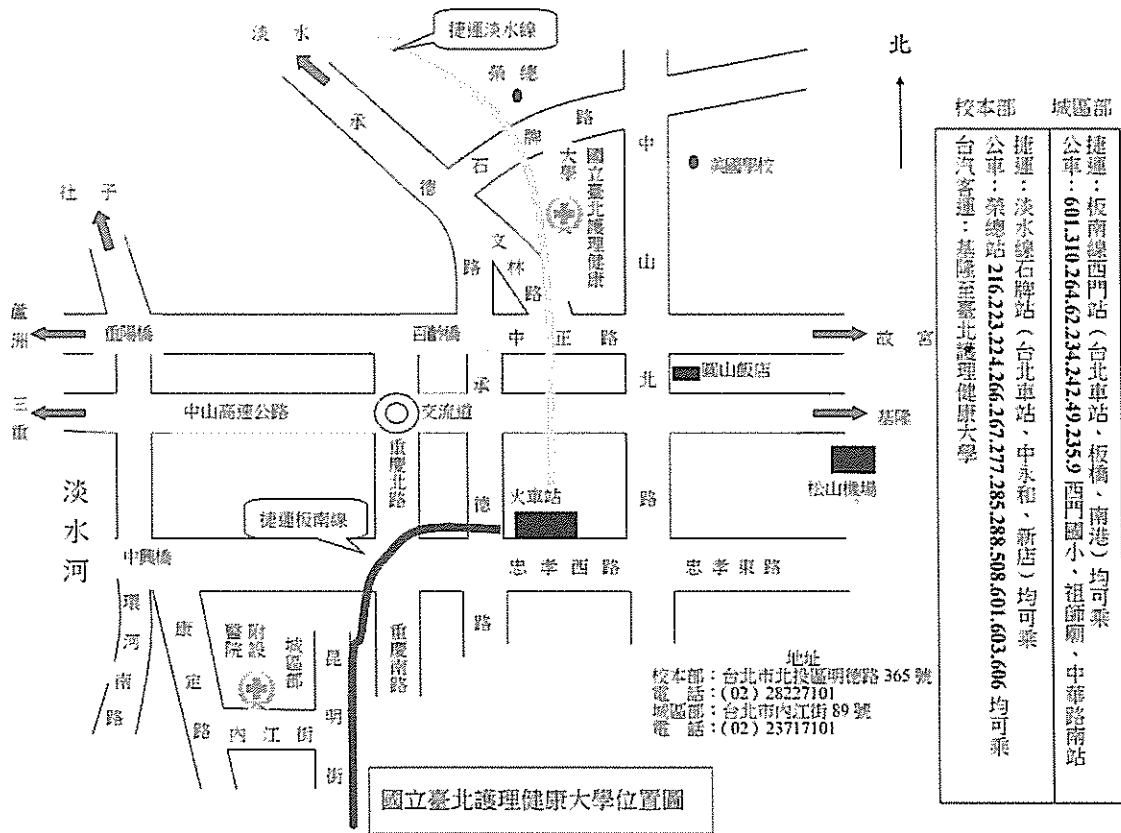 捷運淡水線
淡水
榮總
北
承德路
石牌路
中山北路
美國學校
國立臺北護理健康大學
社子
文林路
蘆洲
重陽橋
百齡橋
中正路
故宮
圓山飯店
三重
中山高速公路
交流道
基隆
承德路
重慶北路
松山機場
火車站
捷運板南線
淡水河
中興橋
忠孝西路
忠孝東路
環河南路
康定路
附設醫院
城區部
昆明街
重慶南路
內江街
地址
校本部：台北市北投區明德路 365 號
電 話：(02) 28227101
城區部：台北市內江街 89 號
電 話：(02) 23717101
國立臺北護理健康大學位置圖
城區部
捷運：板南線西門站（台北車站、板橋、南港）均可乘
公車：601.310.264.62.234.242.49.235.9 西門國小、祖師廟、中華路南站
校本部
捷運：淡水線石牌站（台北車站、中永和、新店）均可乘
公車：榮總站 216.223.224.266.267.277.285.288.508.601.603.606 均可乘
台汽客運：基隆至臺北護理健康大學